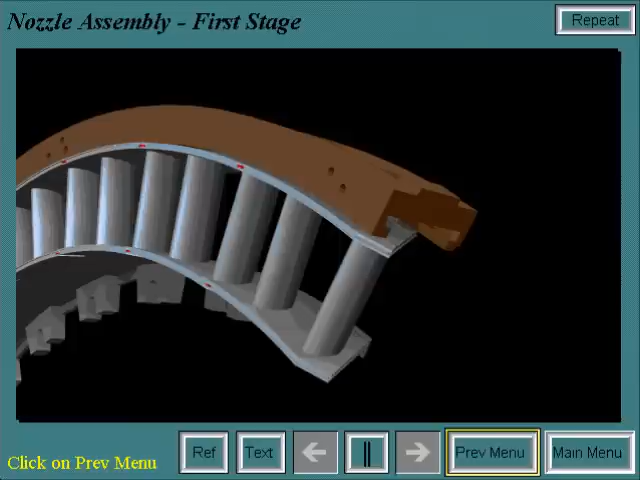 Nozzle Assembly - First Stage
Repeat
Ref
Text
Prev Menu
Main Menu
Click on Prev Menu